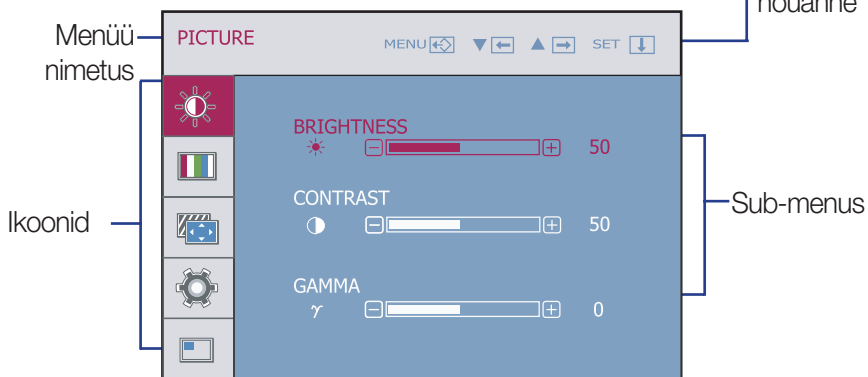 nõuanne
Menüü
nimetus
PICTURE
MENU ▼ ▲ SET
BRIGHTNESS
50
CONTRAST
50
GAMMA
γ 0
Ikoonid
Sub-menus